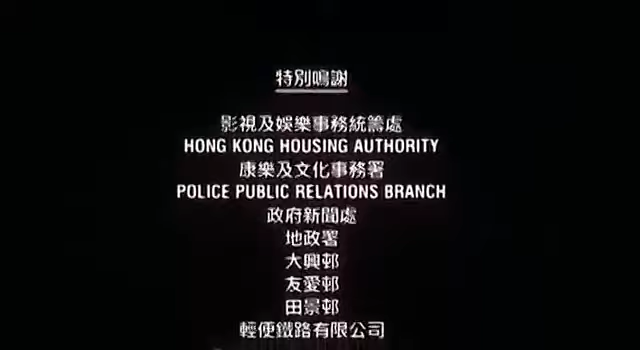 特別鳴謝
影視及娛樂事務統籌處
HONG KONG HOUSING AUTHORITY
康樂及文化事務署
POLICE PUBLIC RELATIONS BRANCH
政府新聞處
地政署
大興邨
友愛邨
田景邨
輕便鐵路有限公司